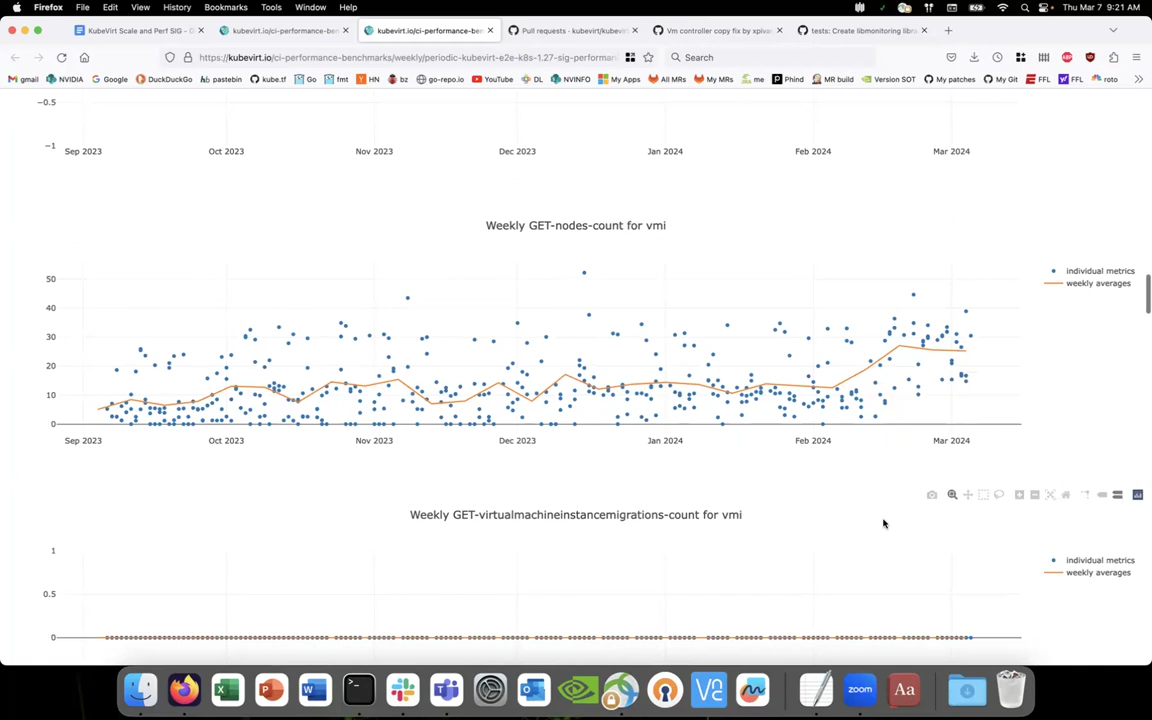 Firefox File Edit View History Bookmarks Tools Window Help Thu Mar 7 9:21 AM
KubeVirt Scale and Perf SIG - G kubevirt.io/ci-performance-ben kubevirt.io/ci-performance-ben Pull requests · kubevirt/kubevirt Vm controller copy fix by xpivar tests: Create libmonitoring libra
https://kubevirt.io/ci-performance-benchmarks/weekly/periodic-kubevirt-e2e-k8s-1.27-sig-performan Search
gmail NVIDIA Google DuckDuckGo pastebin kube.tf Go fmt HN bz go-repo.io YouTube DL NVINFO My Apps All MRs My MRs me Phind MR build Version SOT My patches My Git FFL YFL roto
−0.5
−1
Sep 2023 Oct 2023 Nov 2023 Dec 2023 Jan 2024 Feb 2024 Mar 2024
Weekly GET-nodes-count for vmi
individual metrics
weekly averages
50
40
30
20
10
0
Sep 2023 Oct 2023 Nov 2023 Dec 2023 Jan 2024 Feb 2024 Mar 2024
Weekly GET-virtualmachineinstancemigrations-count for vmi
individual metrics
weekly averages
1
0.5
0
zoom
Aa